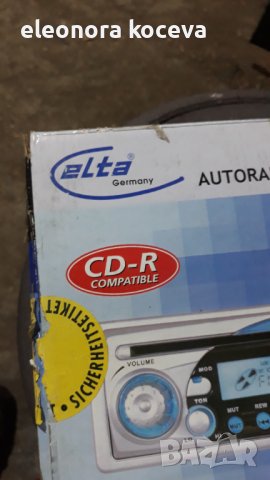 eleonora koceva
elta®
Germany
AUTORA
CD-R
COMPATIBLE
• SICHERHEITSETIKET
VOLUME
MOD
TON
MUT
REW
BAZAR